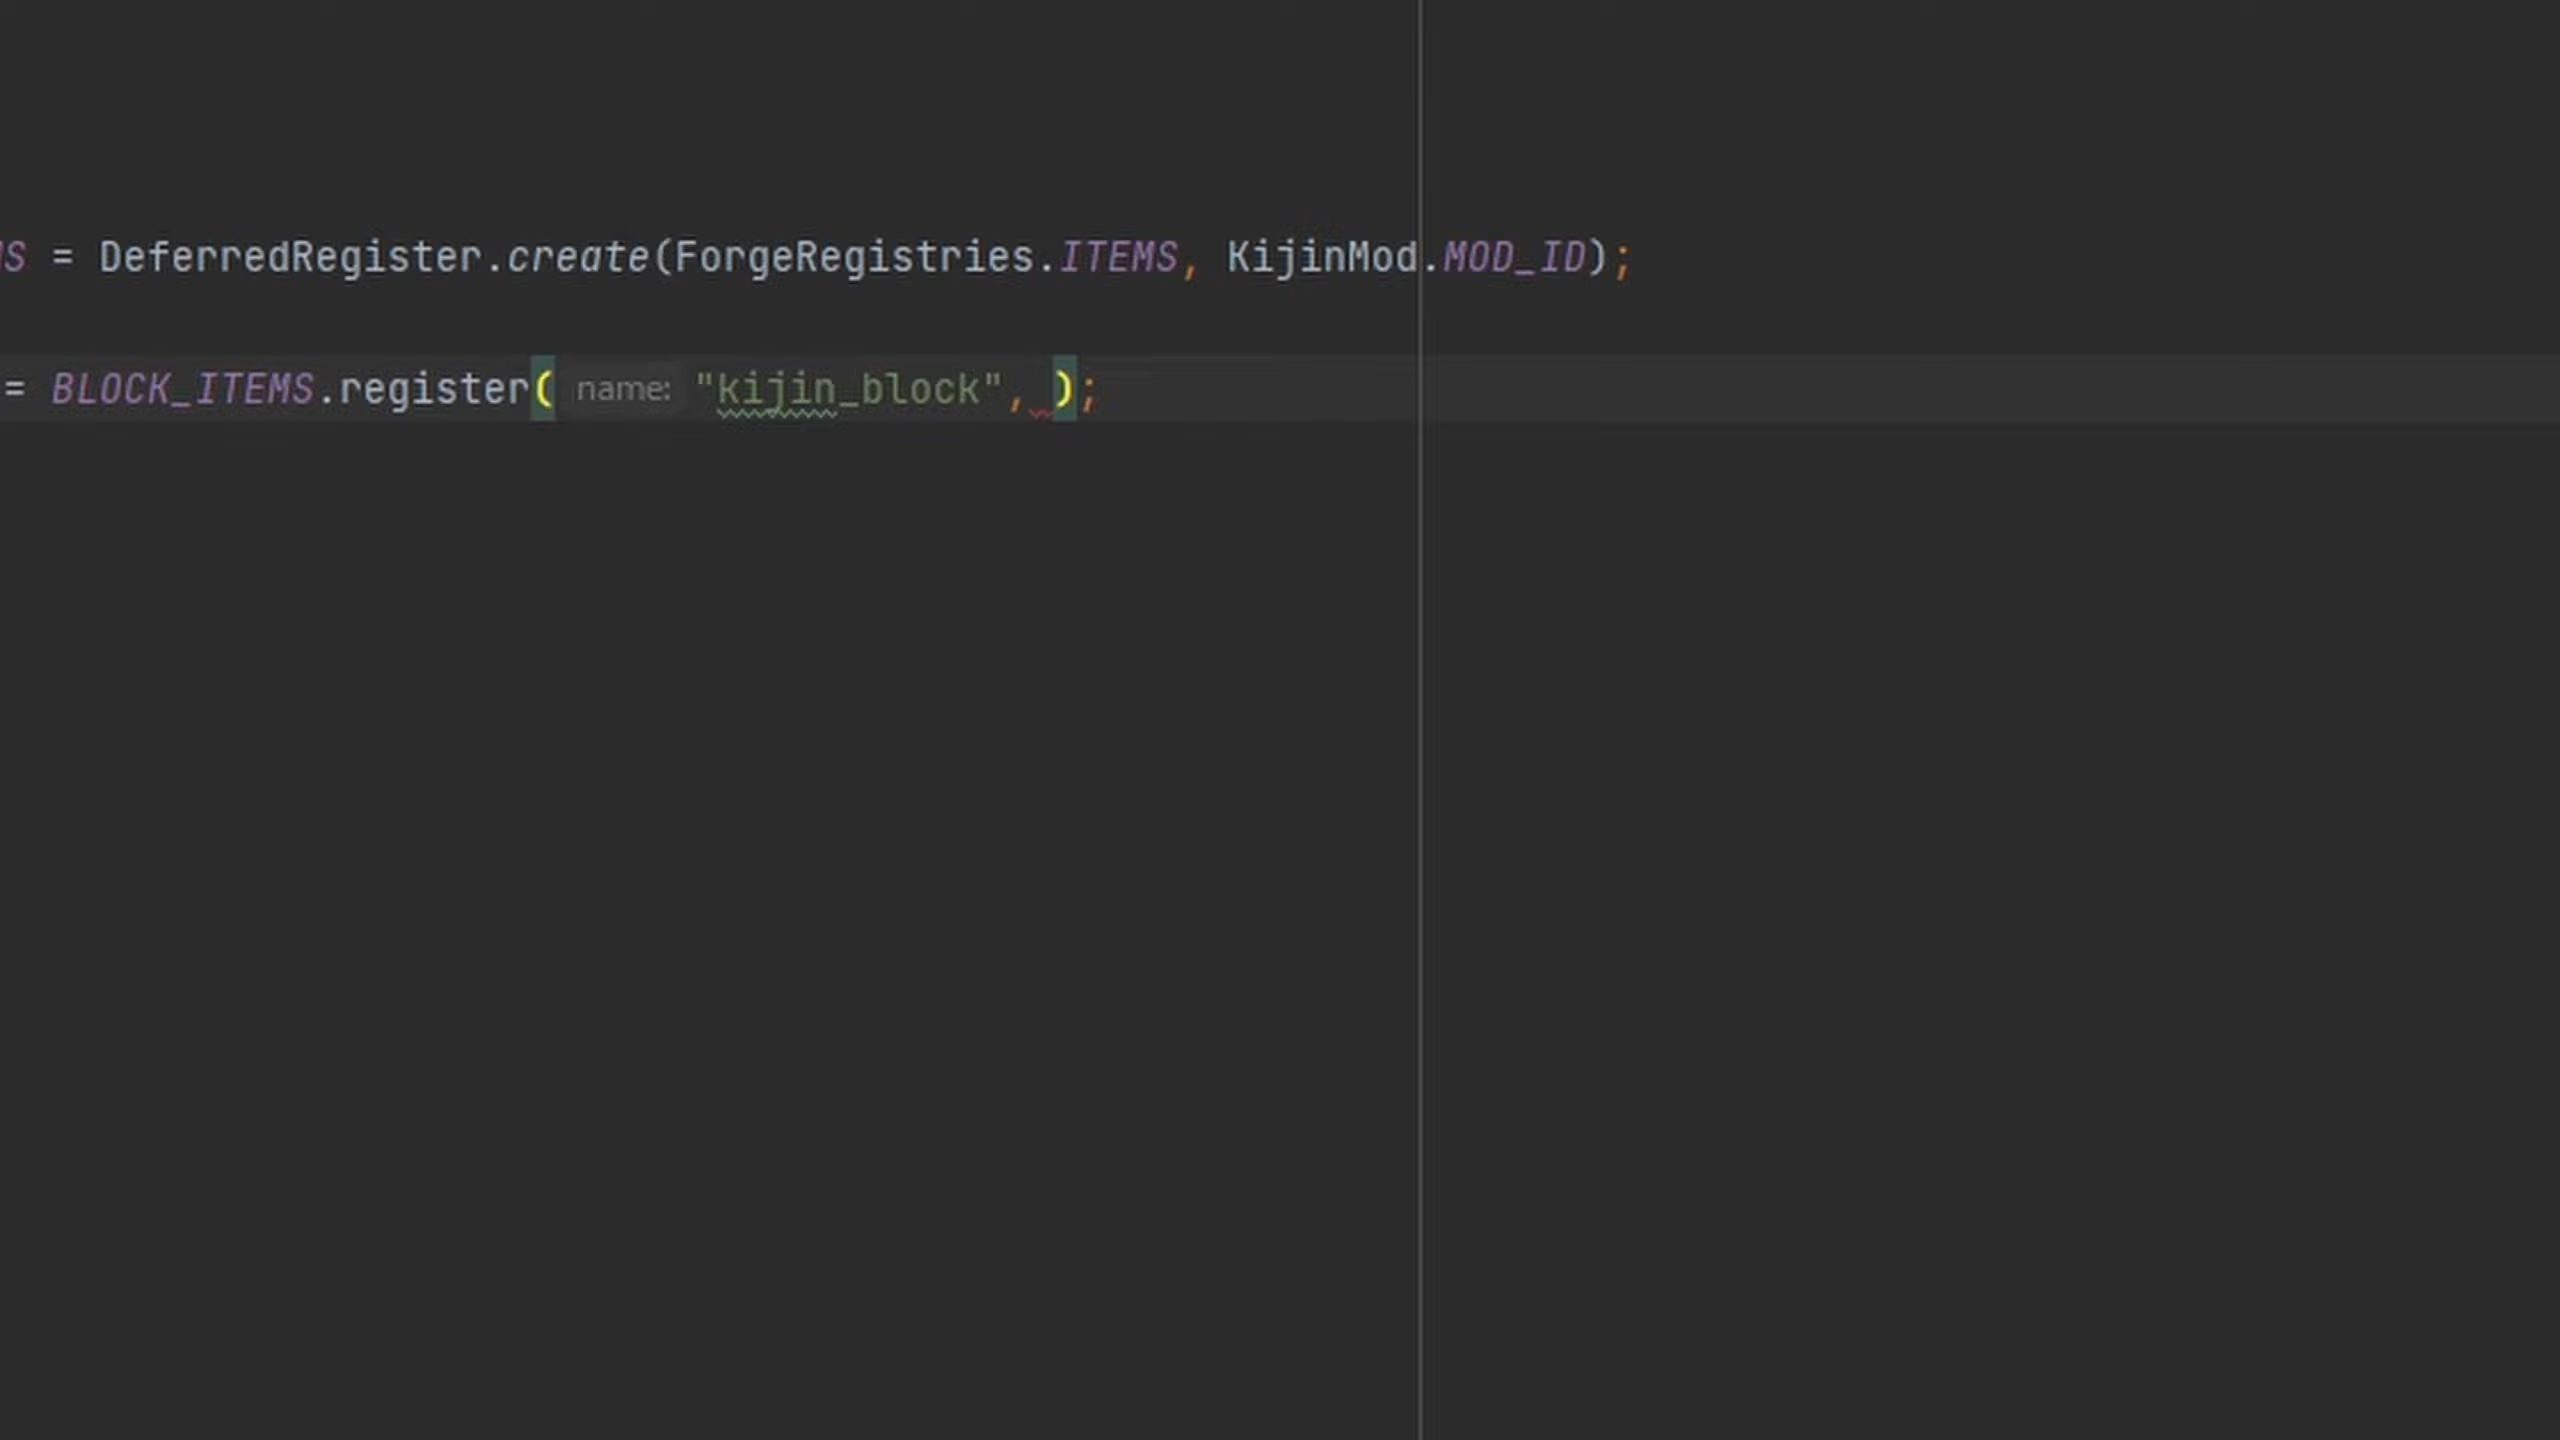 S = DeferredRegister.create(ForgeRegistries.ITEMS, KijinMod.MOD_ID);
= BLOCK_ITEMS.register( name: "kijin_block", );